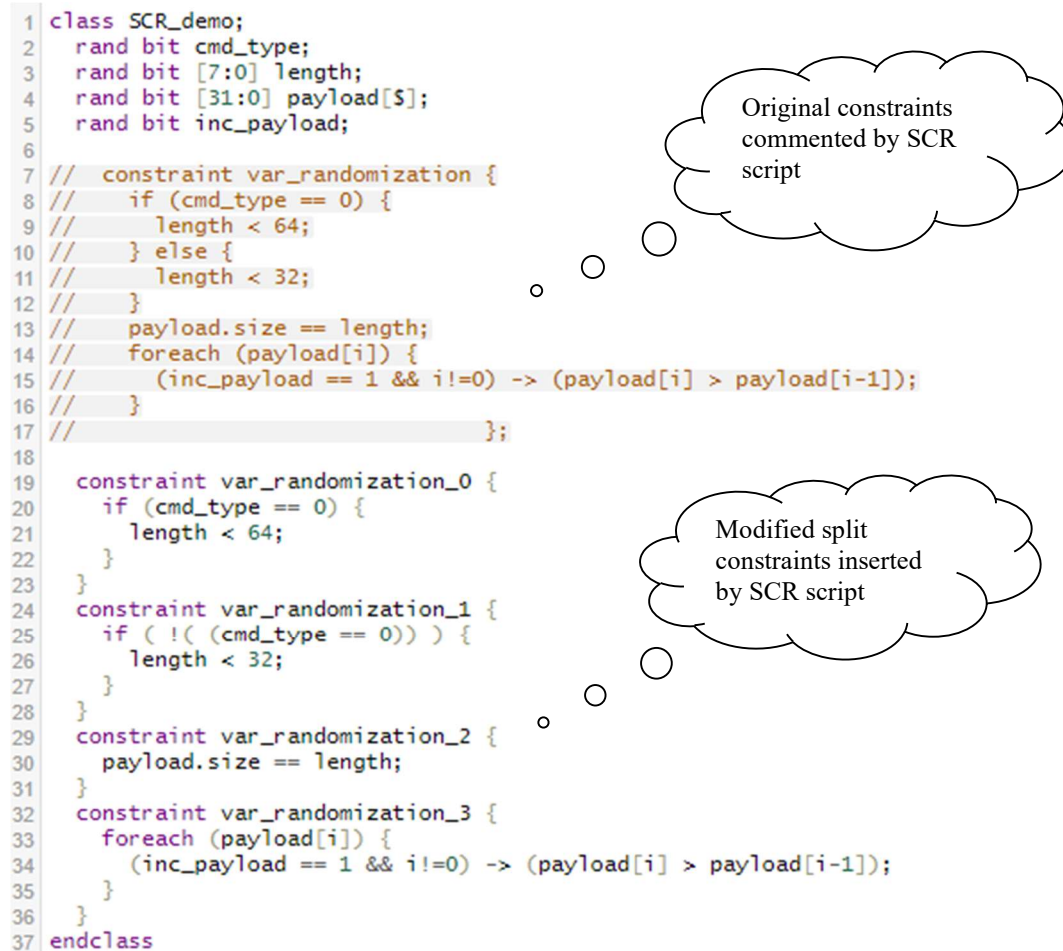 1 class SCR_demo;
2   rand bit cmd_type;
3   rand bit [7:0] length;
4   rand bit [31:0] payload[$];
5   rand bit inc_payload;
6
7 //  constraint var_randomization {
8 //    if (cmd_type == 0) {
9 //      length < 64;
10 //    } else {
11 //      length < 32;
12 //    }
13 //    payload.size == length;
14 //    foreach (payload[i]) {
15 //      (inc_payload == 1 && i!=0) -> (payload[i] > payload[i-1]);
16 //    }
17 //                              };
18
19   constraint var_randomization_0 {
20     if (cmd_type == 0) {
21       length < 64;
22     }
23   }
24   constraint var_randomization_1 {
25     if ( !( (cmd_type == 0)) ) {
26       length < 32;
27     }
28   }
29   constraint var_randomization_2 {
30     payload.size == length;
31   }
32   constraint var_randomization_3 {
33     foreach (payload[i]) {
34       (inc_payload == 1 && i!=0) -> (payload[i] > payload[i-1]);
35     }
36   }
37 endclass
Original constraints
commented by SCR
script
Modified split
constraints inserted
by SCR script